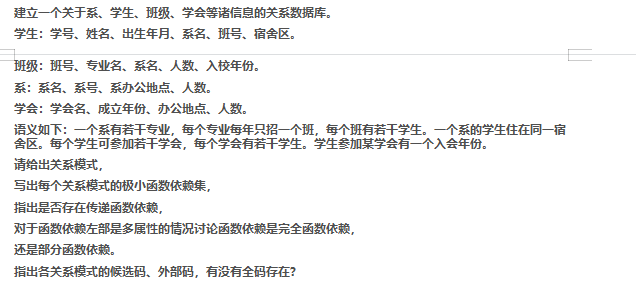 建立一个关于系、学生、班级、学会等诸信息的关系数据库。
学生：学号、姓名、出生年月、系名、班号、宿舍区。
班级：班号、专业名、系名、人数、入校年份。
系：系名、系号、系办公地点、人数。
学会：学会名、成立年份、办公地点、人数。
语义如下：一个系有若干专业，每个专业每年只招一个班，每个班有若干学生。一个系的学生住在同一宿
舍区。每个学生可参加若干学会，每个学会有若干学生。学生参加某学会有一个入会年份。
请给出关系模式，
写出每个关系模式的极小函数依赖集，
指出是否存在传递函数依赖，
对于函数依赖左部是多属性的情况讨论函数依赖是完全函数依赖，
还是部分函数依赖。
指出各关系模式的候选码、外部码，有没有全码存在？